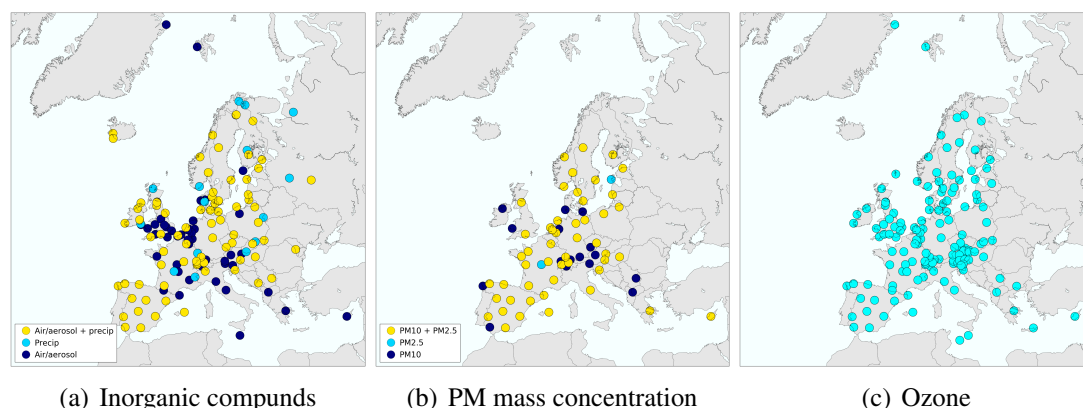 Air/aerosol + precip
Precip
Air/aerosol
PM10 + PM2.5
PM2.5
PM10
(a) Inorganic compunds
(b) PM mass concentration
(c) Ozone